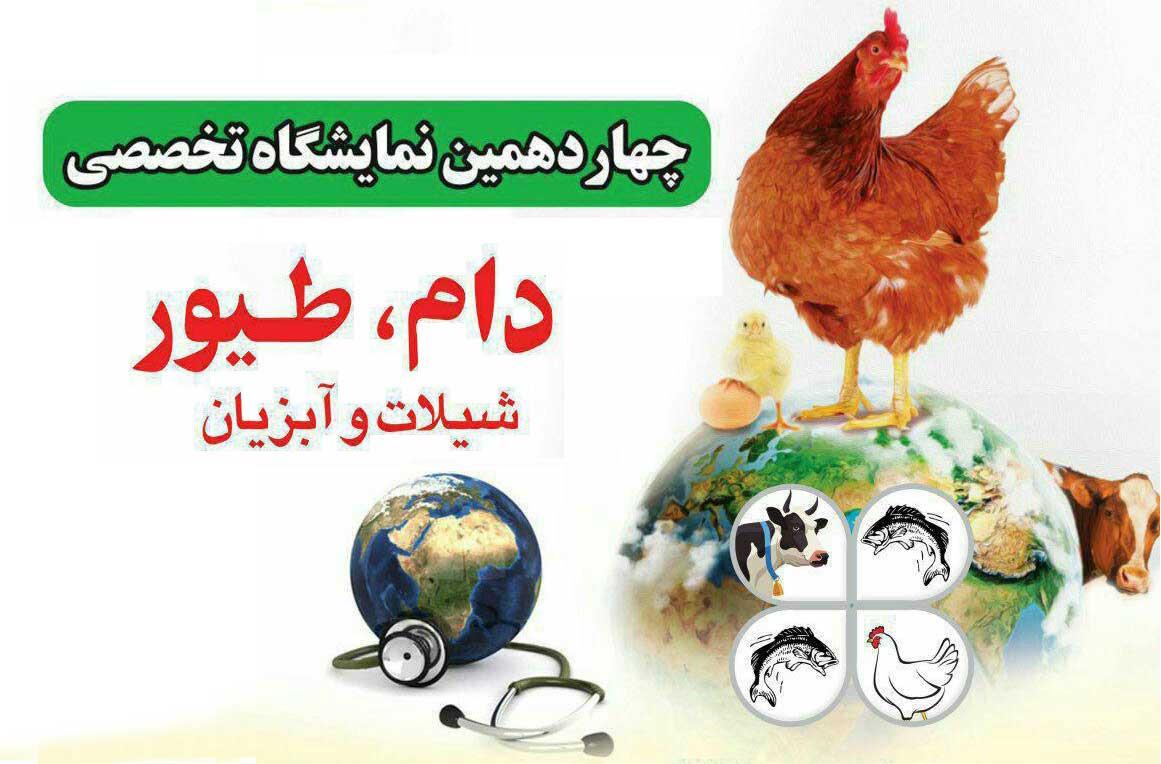 چهاردهمین نمایشگاه تخصصی
دام، طیور
شیلات و آبزیان